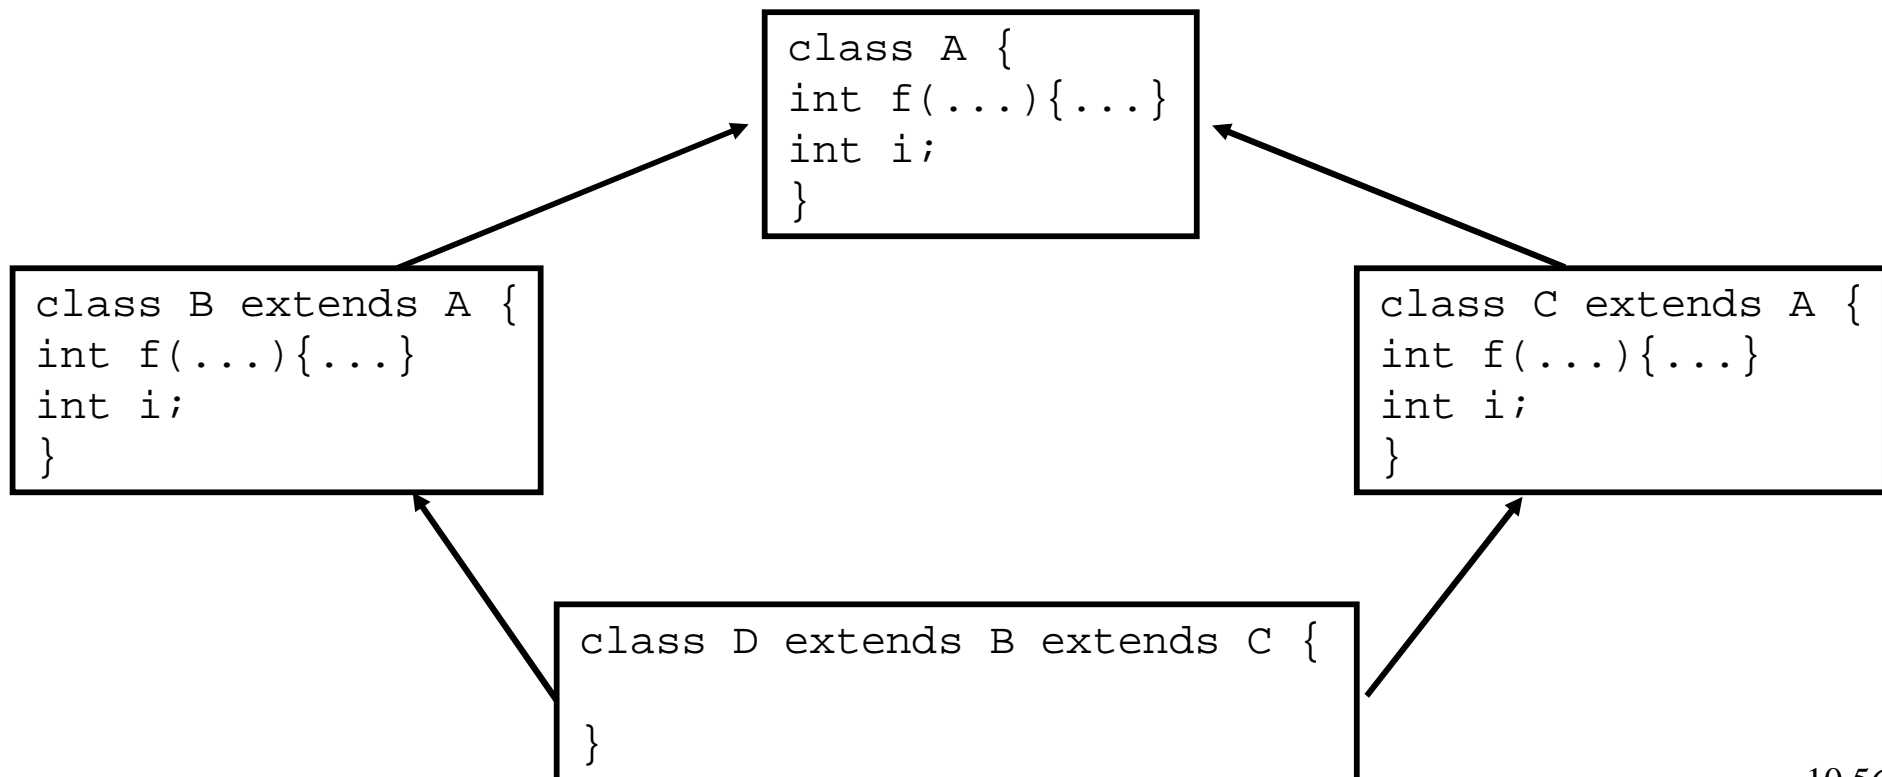 class A {
int f(...){...}
int i;
}
class B extends A {
int f(...){...}
int i;
}
class C extends A {
int f(...){...}
int i;
}
class D extends B extends C {
}